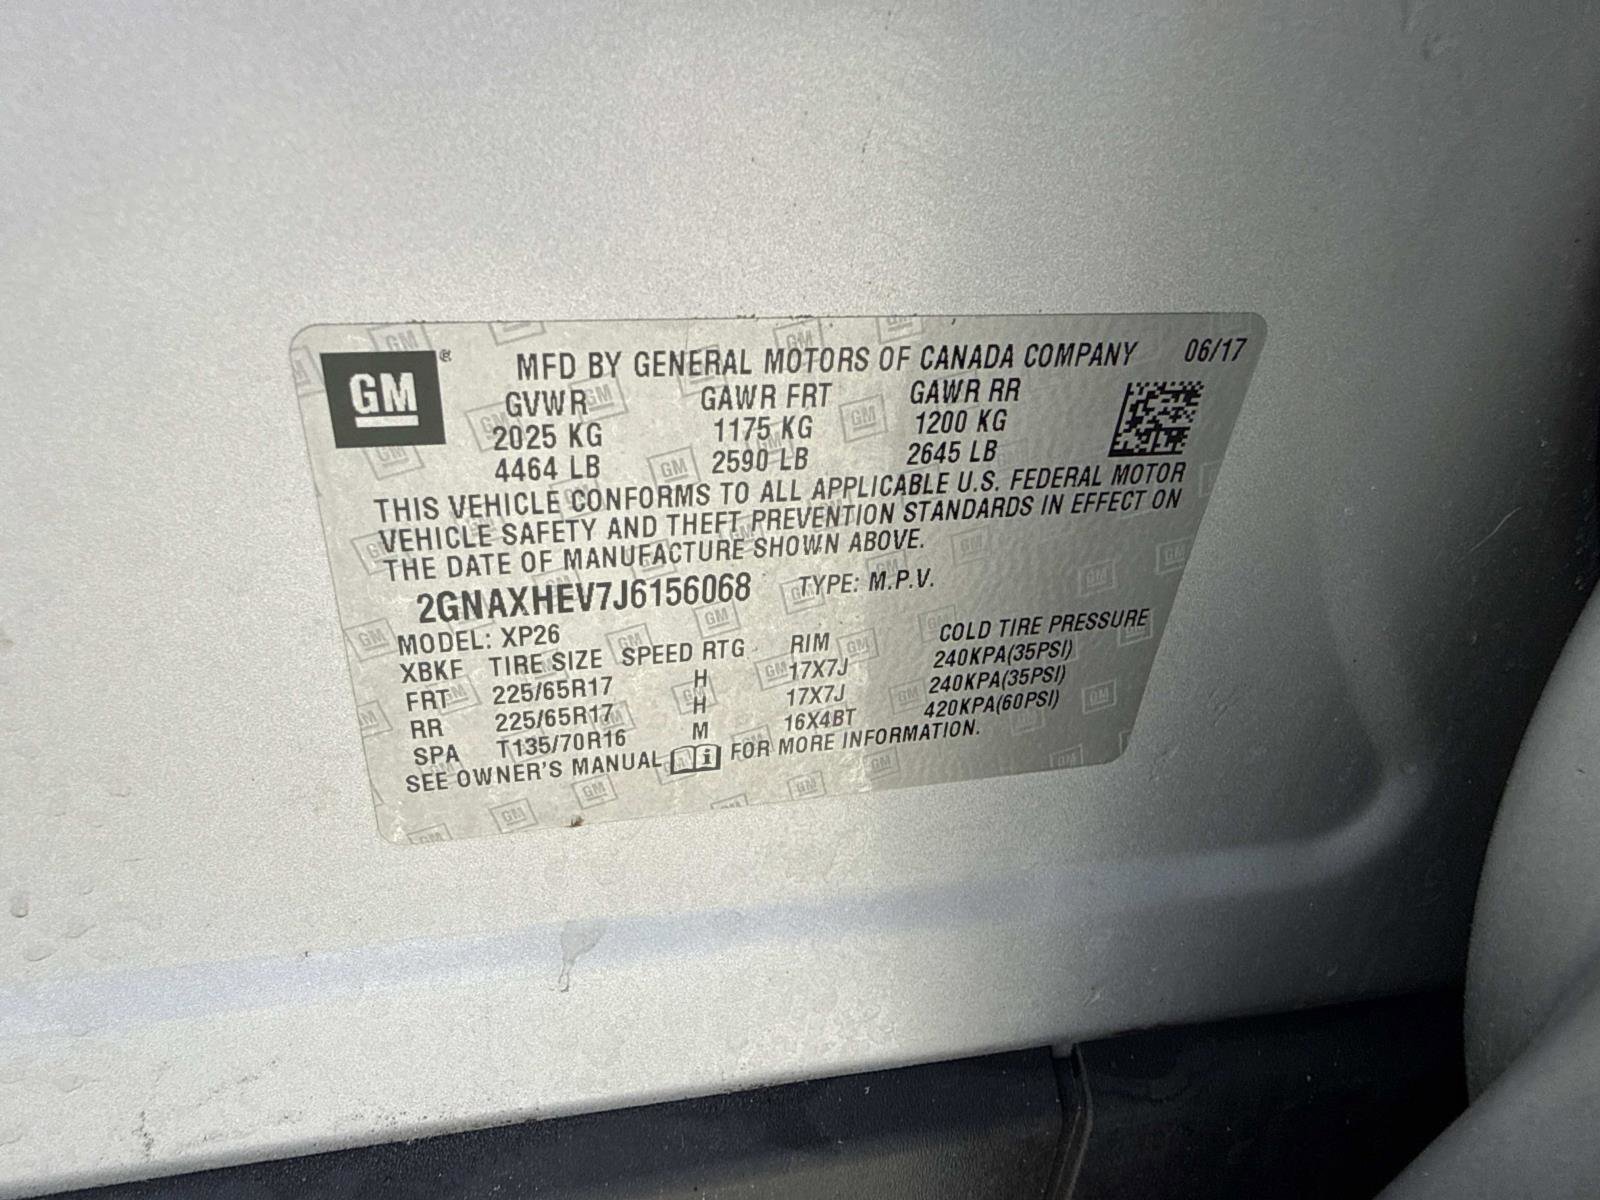 GM® MFD BY GENERAL MOTORS OF CANADA COMPANY 06/17
GVWR GAWR FRT GAWR RR
2025 KG 1175 KG 1200 KG
4464 LB 2590 LB 2645 LB
THIS VEHICLE CONFORMS TO ALL APPLICABLE U.S. FEDERAL MOTOR
VEHICLE SAFETY AND THEFT PREVENTION STANDARDS IN EFFECT ON
THE DATE OF MANUFACTURE SHOWN ABOVE.
2GNAXHEV7J6156068 TYPE: M.P.V.
MODEL: XP26
XBKF TIRE SIZE SPEED RTG RIM COLD TIRE PRESSURE
FRT 225/65R17 H 17X7J 240KPA(35PSI)
RR 225/65R17 H 17X7J 240KPA(35PSI)
SPA T135/70R16 M 16X4BT 420KPA(60PSI)
SEE OWNER'S MANUAL i FOR MORE INFORMATION.